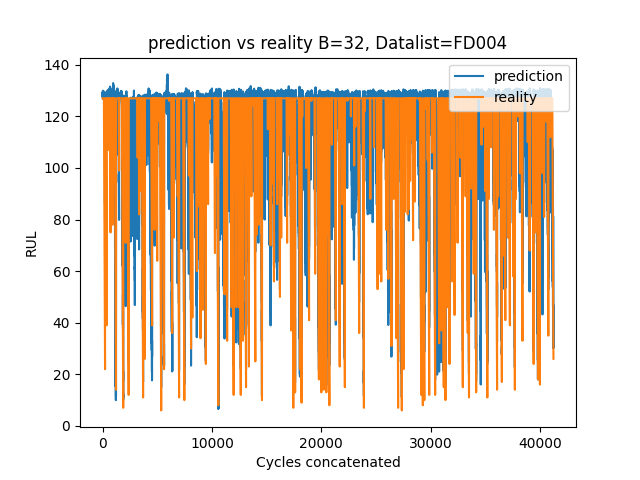 prediction vs reality B=32, Datalist=FD004
140
120
100
80
60
40
20
0
RUL
prediction
reality
0
10000
20000
30000
40000
Cycles concatenated